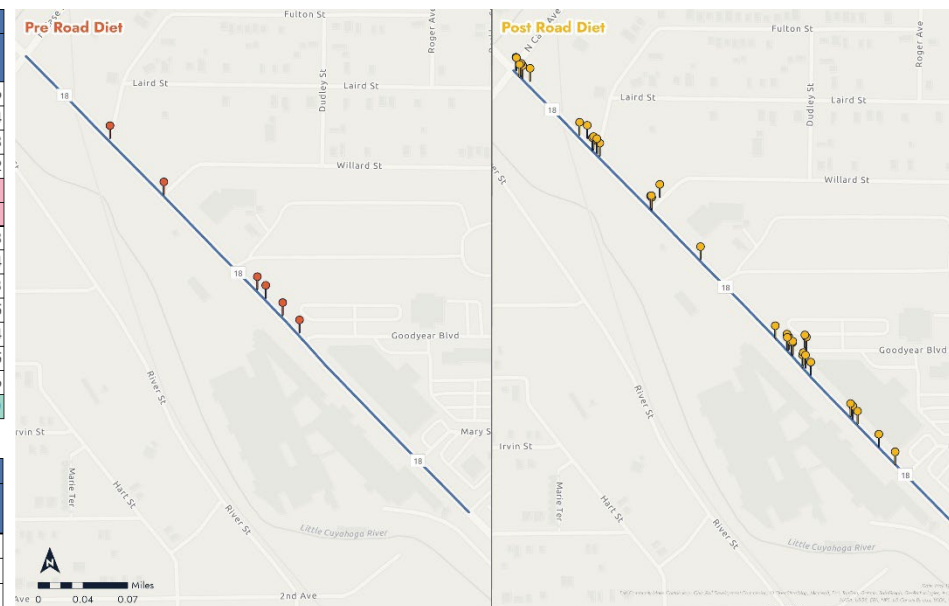 Pre Road Diet
Fulton St
Roger Ave
18
Laird St
Laird St
Dudley St
Willard St
18
Goodyear Blvd
River St
Mary S
rvin St
18
Marie Ter
Hart St
River St
Little Cuyahoga River
N
Miles
0 0.04 0.07
Ave
2nd Ave
Post Road Diet
Fulton St
Roger Ave
18
Laird St
Laird St
Dudley St
Willard St
18
Goodyear Blvd
River St
Irvin St
18
Marie Ter
Hart St
River St
Little Cuyahoga River